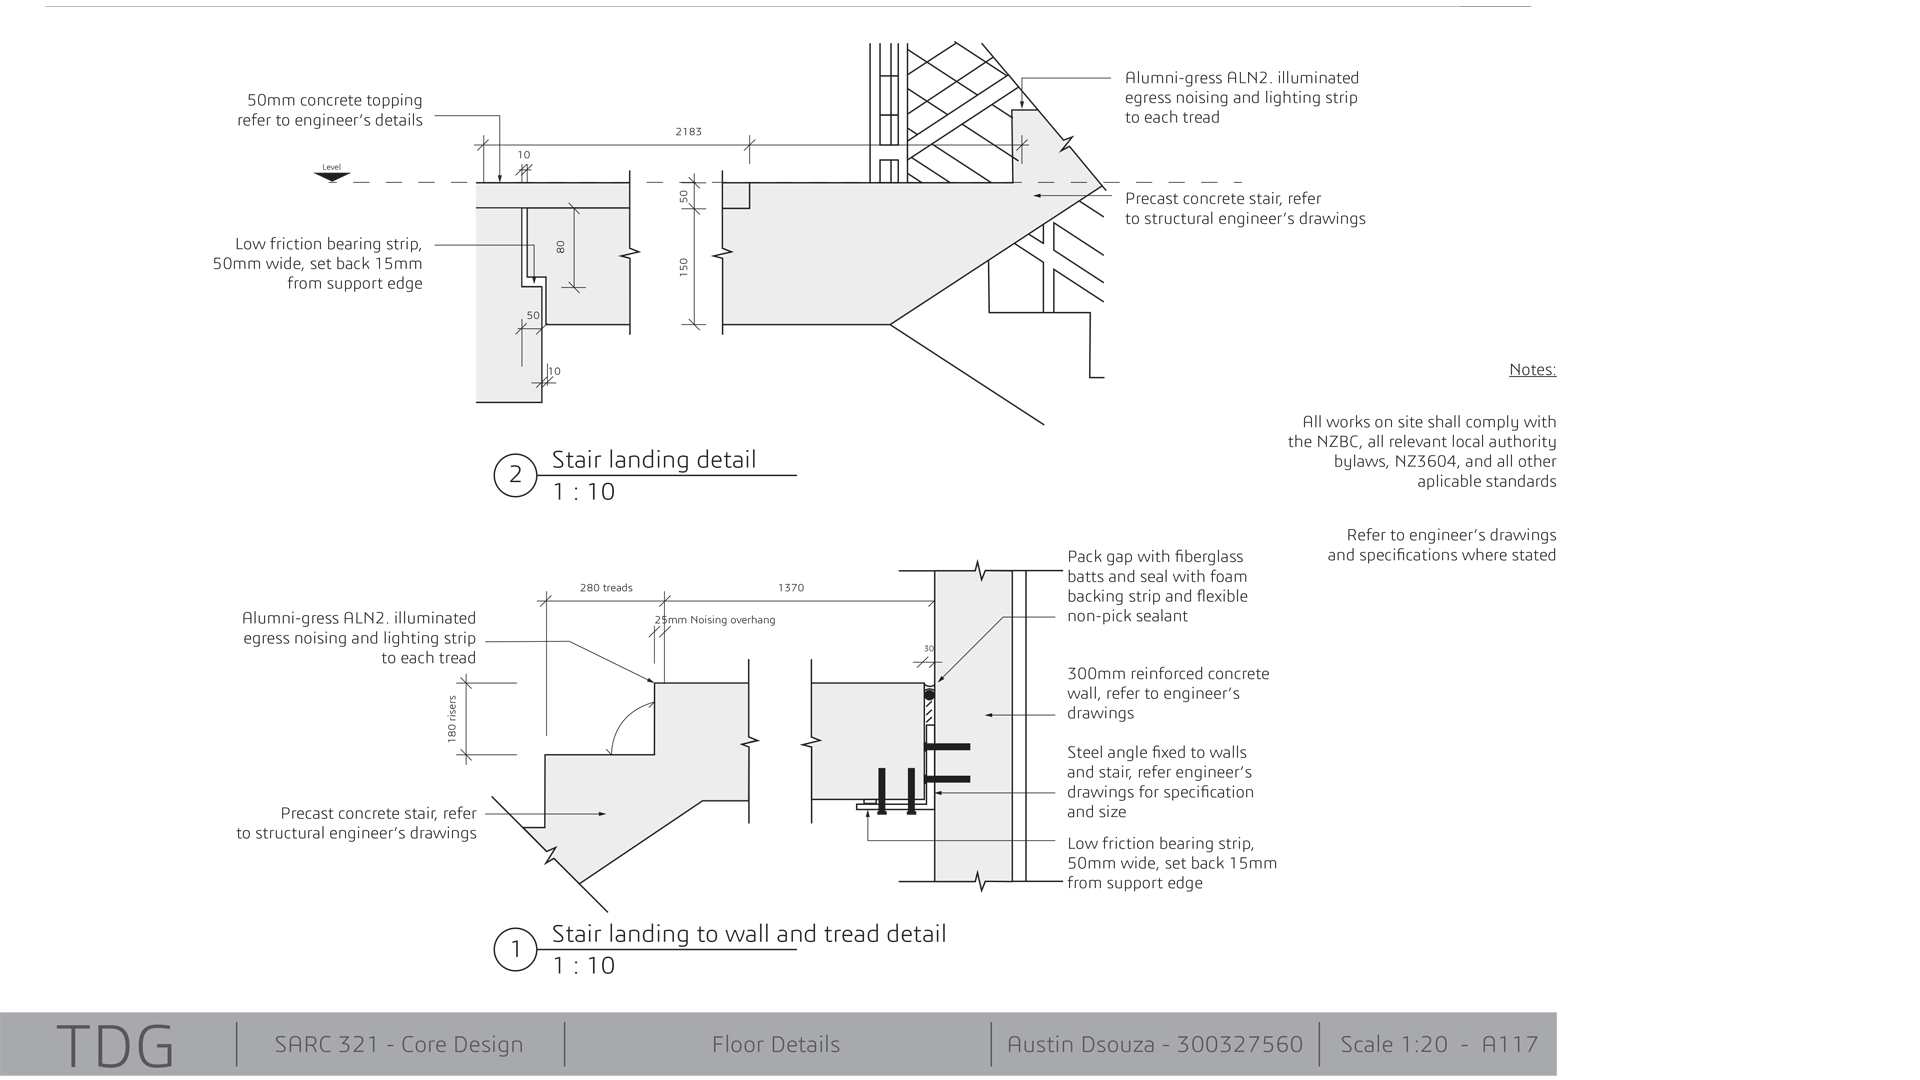 50mm concrete topping
refer to engineer's details
Alumni-gress ALN2. illuminated
egress noising and lighting strip
to each tread
2183
10
Level
50
Precast concrete stair, refer
to structural engineer's drawings
Low friction bearing strip,
50mm wide, set back 15mm
from support edge
80
150
50
10
2
Stair landing detail
1 : 10
Notes:
All works on site shall comply with
the NZBC, all relevant local authority
bylaws, NZ3604, and all other
aplicable standards
Refer to engineer's drawings
and specifications where stated
280 treads
1370
25mm Noising overhang
30
Alumni-gress ALN2. illuminated
egress noising and lighting strip
to each tread
180 risers
Precast concrete stair, refer
to structural engineer's drawings
Pack gap with fiberglass
batts and seal with foam
backing strip and flexible
non-pick sealant
300mm reinforced concrete
wall, refer to engineer's
drawings
Steel angle fixed to walls
and stair, refer engineer's
drawings for specification
and size
Low friction bearing strip,
50mm wide, set back 15mm
from support edge
1
Stair landing to wall and tread detail
1 : 10
TDG
SARC 321 - Core Design
Floor Details
Austin Dsouza - 300327560
Scale 1:20 - A117